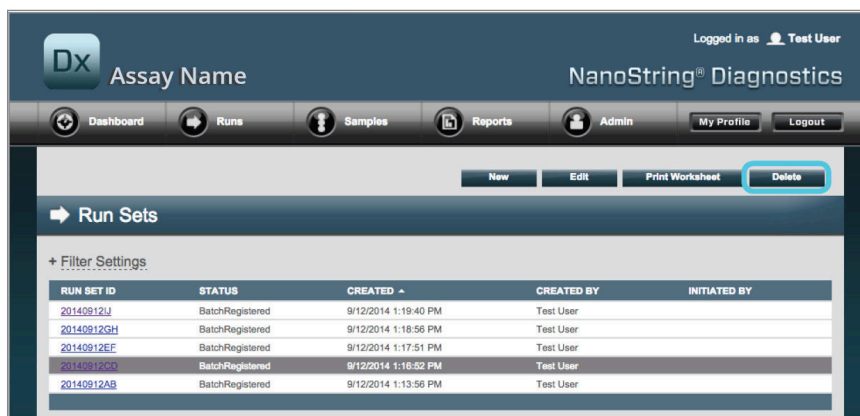 Logged in as Test User
Dx Assay Name
NanoString® Diagnostics
Dashboard Runs Samples Reports Admin My Profile Logout
New Edit Print Worksheet Delete
Run Sets
+ Filter Settings
RUN SET ID STATUS CREATED CREATED BY INITIATED BY
20140912IJ BatchRegistered 9/12/2014 1:19:40 PM Test User
20140912GH BatchRegistered 9/12/2014 1:18:56 PM Test User
20140912EF BatchRegistered 9/12/2014 1:17:51 PM Test User
20140912CD BatchRegistered 9/12/2014 1:16:52 PM Test User
20140912AB BatchRegistered 9/12/2014 1:13:56 PM Test User